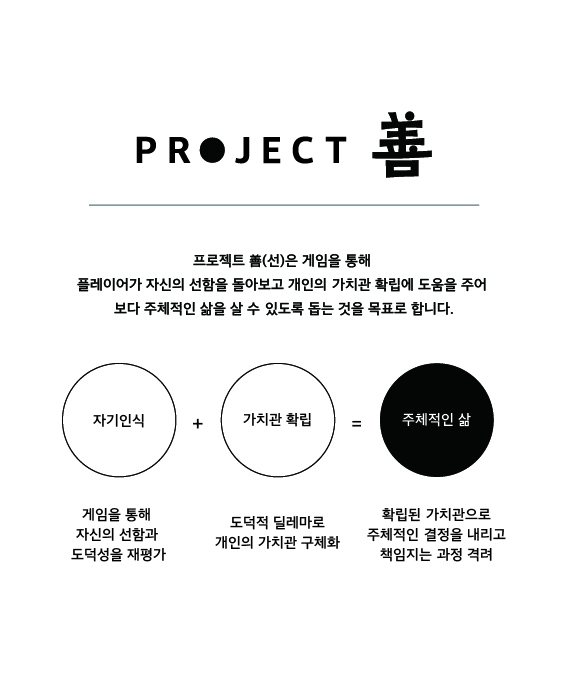 PROJECT 善
프로젝트 善(선)은 게임을 통해
플레이어가 자신의 선함을 돌아보고 개인의 가치관 확립에 도움을 주어
보다 주체적인 삶을 살 수 있도록 돕는 것을 목표로 합니다.
자기인식 + 가치관 확립 = 주체적인 삶
게임을 통해
자신의 선함과
도덕성을 재평가
도덕적 딜레마로
개인의 가치관 구체화
확립된 가치관으로
주체적인 결정을 내리고
책임지는 과정 격려